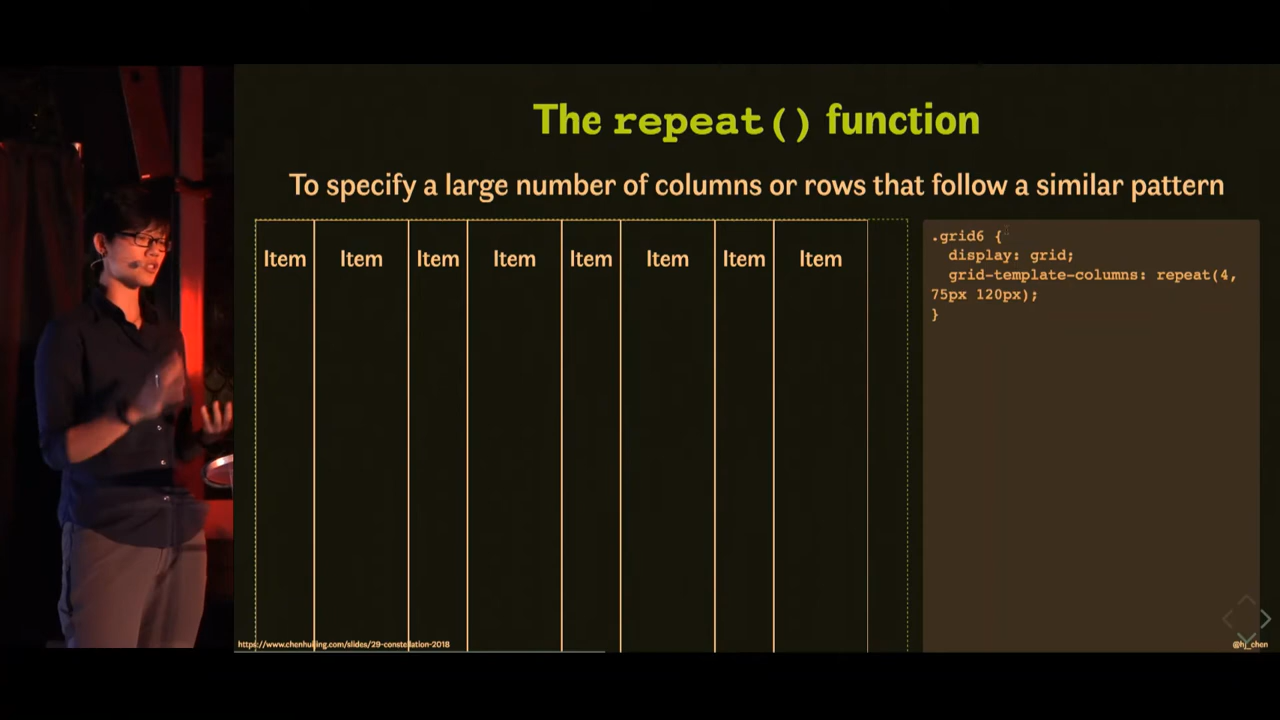 The repeat() function
To specify a large number of columns or rows that follow a similar pattern
Item Item Item Item Item Item Item Item
.grid6 {
display: grid;
grid-template-columns: repeat(4,
75px 120px);
}
https://www.chenhuijing.com/slides/29-constellation-2018
@hj_chen